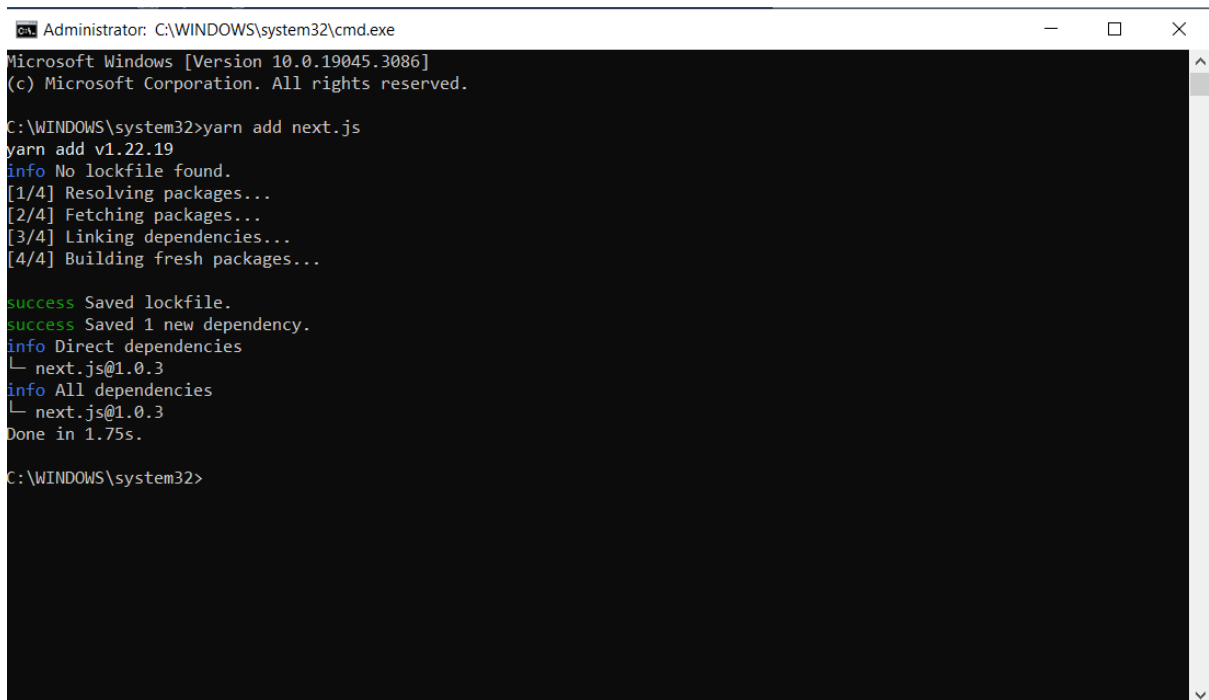 Administrator: C:\WINDOWS\system32\cmd.exe
Microsoft Windows [Version 10.0.19045.3086]
(c) Microsoft Corporation. All rights reserved.
C:\WINDOWS\system32>yarn add next.js
yarn add v1.22.19
info No lockfile found.
[1/4] Resolving packages...
[2/4] Fetching packages...
[3/4] Linking dependencies...
[4/4] Building fresh packages...
success Saved lockfile.
success Saved 1 new dependency.
info Direct dependencies
└─ next.js@1.0.3
info All dependencies
└─ next.js@1.0.3
Done in 1.75s.
C:\WINDOWS\system32>